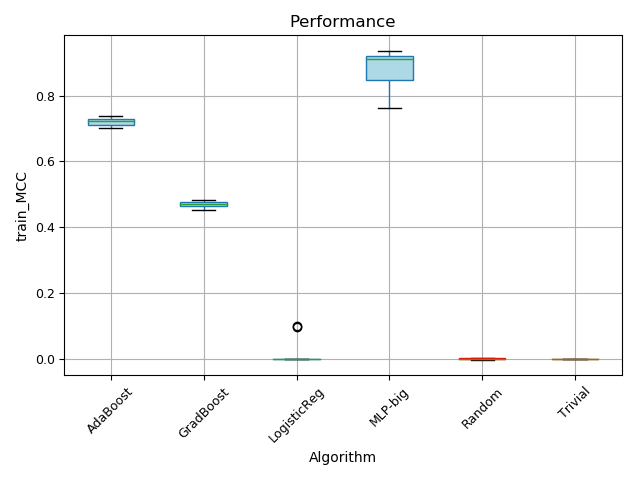 Performance
train_MCC
0.8
0.6
0.4
0.2
0.0
AdaBoost
GradBoost
LogisticReg
MLP-big
Random
Trivial
Algorithm